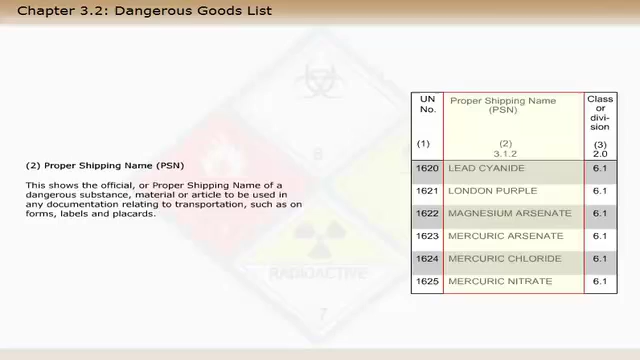 Chapter 3.2: Dangerous Goods List
(2) Proper Shipping Name (PSN)
This shows the official, or Proper Shipping Name of a
dangerous substance, material or article to be used in
any documentation relating to transportation, such as on
forms, labels and placards.
6
RADIOACTIVE
7
UN No. Proper Shipping Name (PSN) Class or divi- sion
(1) (2) 3.1.2 (3) 2.0
1620 LEAD CYANIDE 6.1
1621 LONDON PURPLE 6.1
1622 MAGNESIUM ARSENATE 6.1
1623 MERCURIC ARSENATE 6.1
1624 MERCURIC CHLORIDE 6.1
1625 MERCURIC NITRATE 6.1